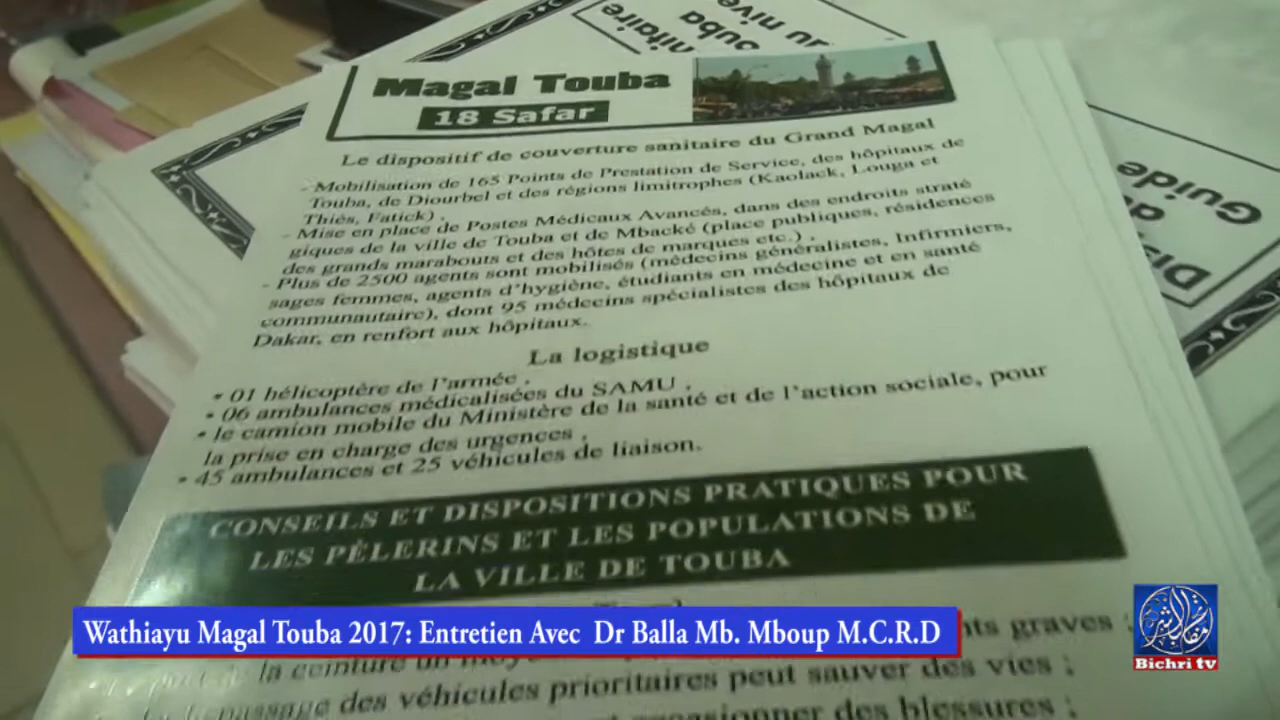 Magal Touba
18 Safar
Le dispositif de couverture sanitaire du Grand Magal
- Mobilisation de 165 Points de Prestation de Service, des hôpitaux de
Touba, de Diourbel et des régions limitrophes (Kaolack, Louga et
Thiès, Fatick) .
- Mise en place de Postes Médicaux Avancés, dans des endroits straté
giques de la ville de Touba et de Mbacké (place publiques, résidences
des grands marabouts et des hôtes de marques etc.) .
- Plus de 2500 agents sont mobilisés (médecins généralistes, Infirmiers,
sages femmes, agents d'hygiène, étudiants en médecine et en santé
communautaire), dont 95 médecins spécialistes des hôpitaux de
Dakar, en renfort aux hôpitaux.
La logistique
• 01 hélicoptère de l'armée .
• 06 ambulances médicalisées du SAMU .
• le camion mobile du Ministère de la santé et de l'action sociale, pour
la prise en charge des urgences .
• 45 ambulances et 25 véhicules de liaison.
CONSEILS ET DISPOSITIONS PRATIQUES POUR
LES PÈLERINS ET LES POPULATIONS DE
LA VILLE DE TOUBA
graves ;
la ceinture un
des véhicules prioritaires peut sauver des vies ;
occasionner des blessures ;
nitaire
ouba
au nive
Guide
Dis
Wathiayu Magal Touba 2017: Entretien Avec Dr Balla Mb. Mboup M.C.R.D
Bichri tv